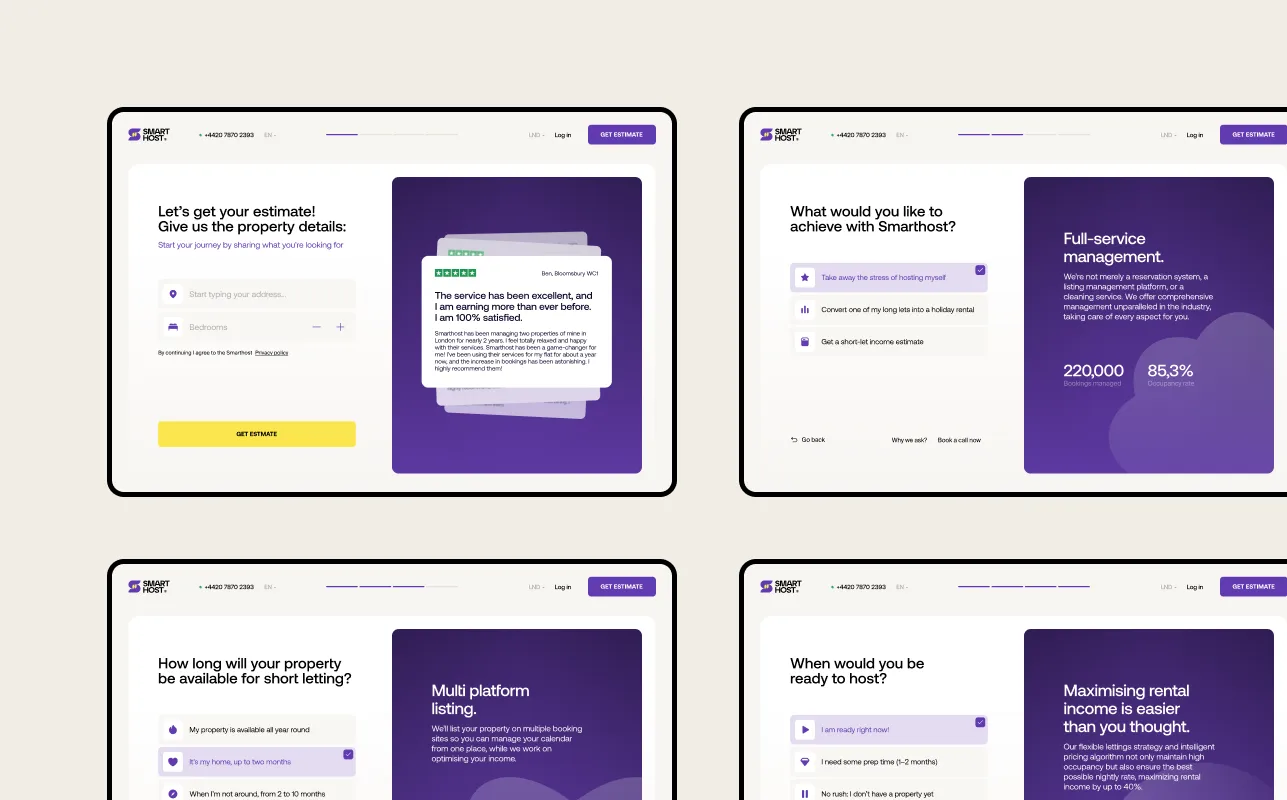 SMART
HOST
+4420 7870 2393
EN
LND
Log in
GET ESTIMATE
Let's get your estimate!
Give us the property details:
Start your journey by sharing what you're looking for
Start typing your address...
Bedrooms
By continuing I agree to the Smarthost Privacy policy
GET ESTMATE
Ben, Bloomsbury WC1
The service has been excellent, and
I am earning more than ever before.
I am 100% satisfied.
Smarthost has been managing two properties of mine in
London for nearly 2 years. I feel totally relaxed and happy
with their services. Smarthost has been a game-changer for
me! I've been using their services for my flat for about a year
now, and the increase in bookings has been astonishing. I
highly recommend them!
SMART
HOST
+4420 7870 2393
EN
LND
Log in
GET ESTIMATE
What would you like to
achieve with Smarthost?
Take away the stress of hosting myself
Convert one of my long lets into a holiday rental
Get a short-let income estimate
Go back
Why we ask?
Book a call now
Full-service
management.
We're not merely a reservation system, a
listing management platform, or a
cleaning service. We offer comprehensive
management unparalleled in the industry,
taking care of every aspect for you.
220,000
Bookings managed
85,3%
Occupancy rate
SMART
HOST
+4420 7870 2393
EN
LND
Log in
GET ESTIMATE
How long will your property
be available for short letting?
My property is available all year round
It's my home, up to two months
When I'm not around, from 2 to 10 months
Multi platform
listing.
We'll list your property on multiple booking
sites so you can manage your calendar
from one place, while we work on
optimising your income.
SMART
HOST
+4420 7870 2393
EN
LND
Log in
GET ESTIMATE
When would you be
ready to host?
I am ready right now!
I need some prep time (1–2 months)
No rush: I don't have a property yet
Maximising rental
income is easier
than you thought.
Our flexible lettings strategy and intelligent
pricing algorithm not only maintain high
occupancy but also ensure the best
possible nightly rate, maximizing rental
income by up to 40%.